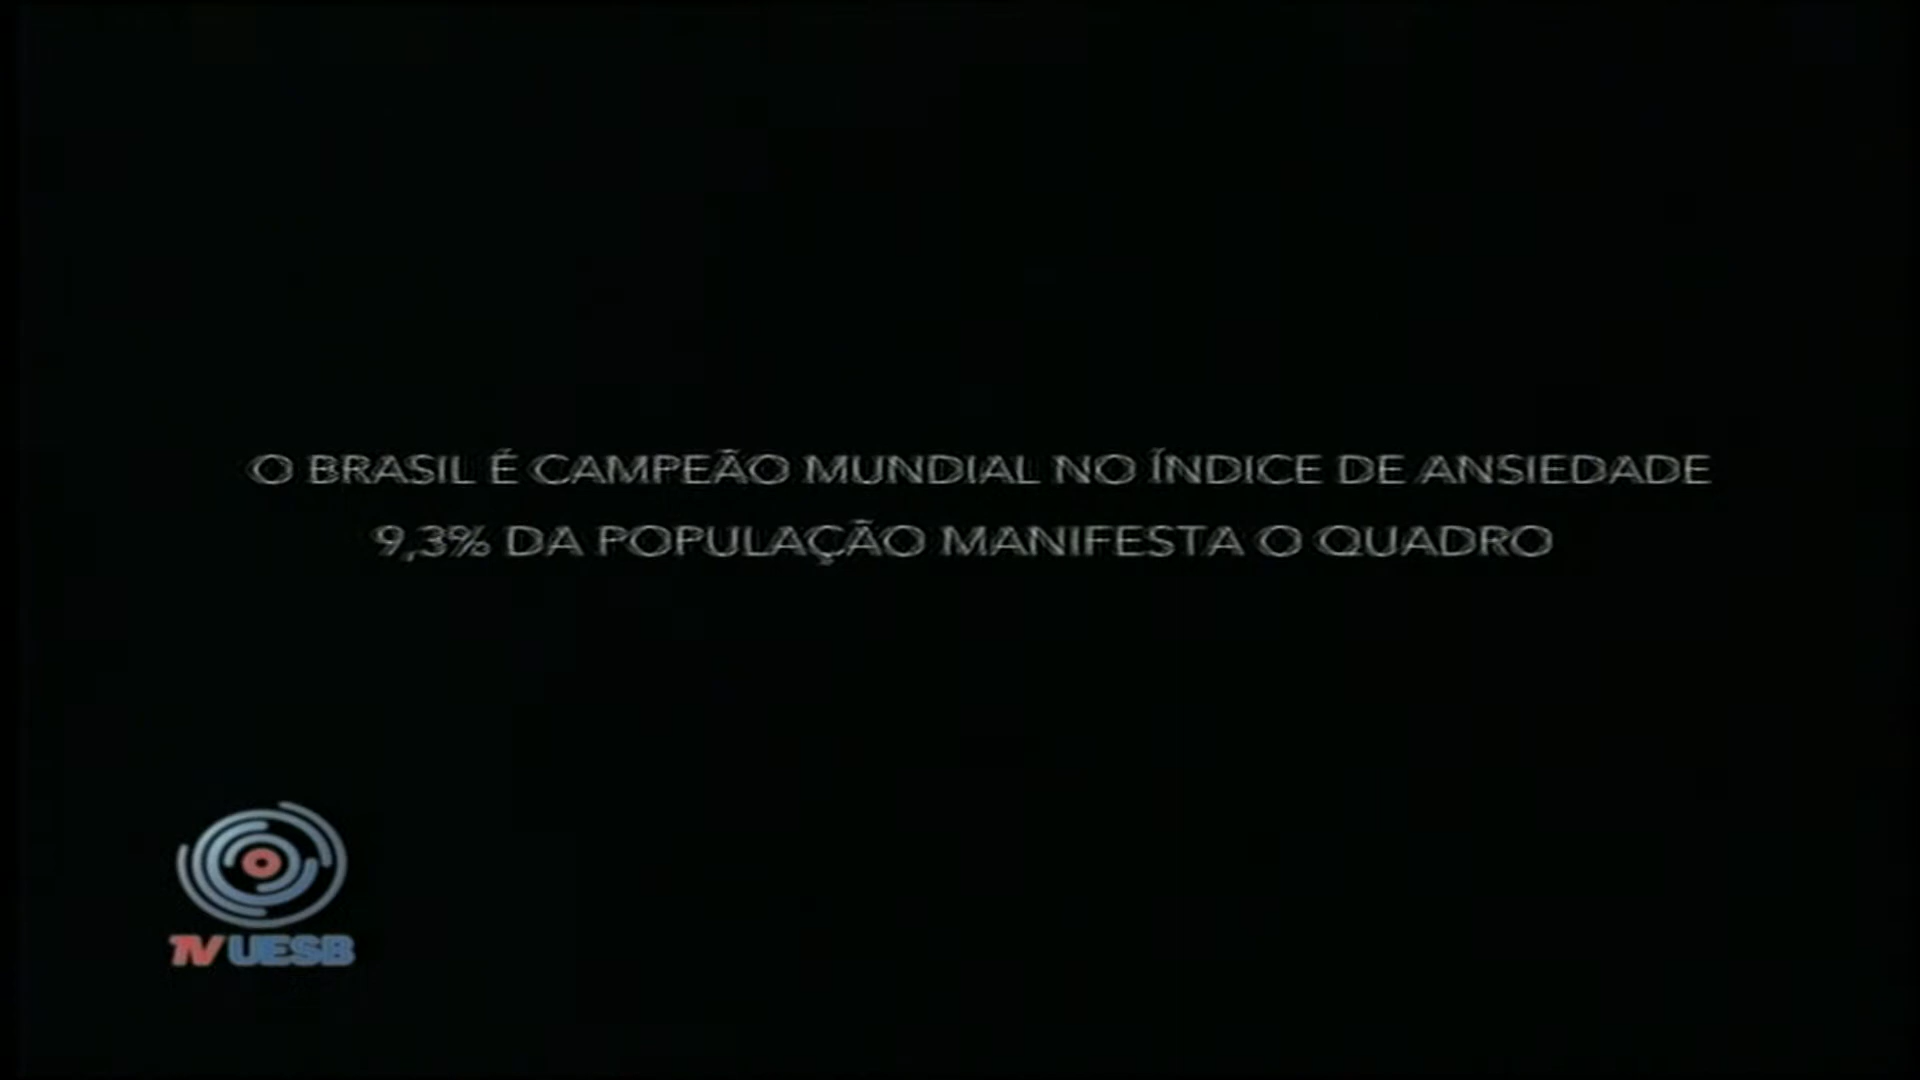 O BRASIL É CAMPEÃO MUNDIAL NO ÍNDICE DE ANSIEDADE
9,3% DA POPULAÇÃO MANIFESTA O QUADRO
TV UESB